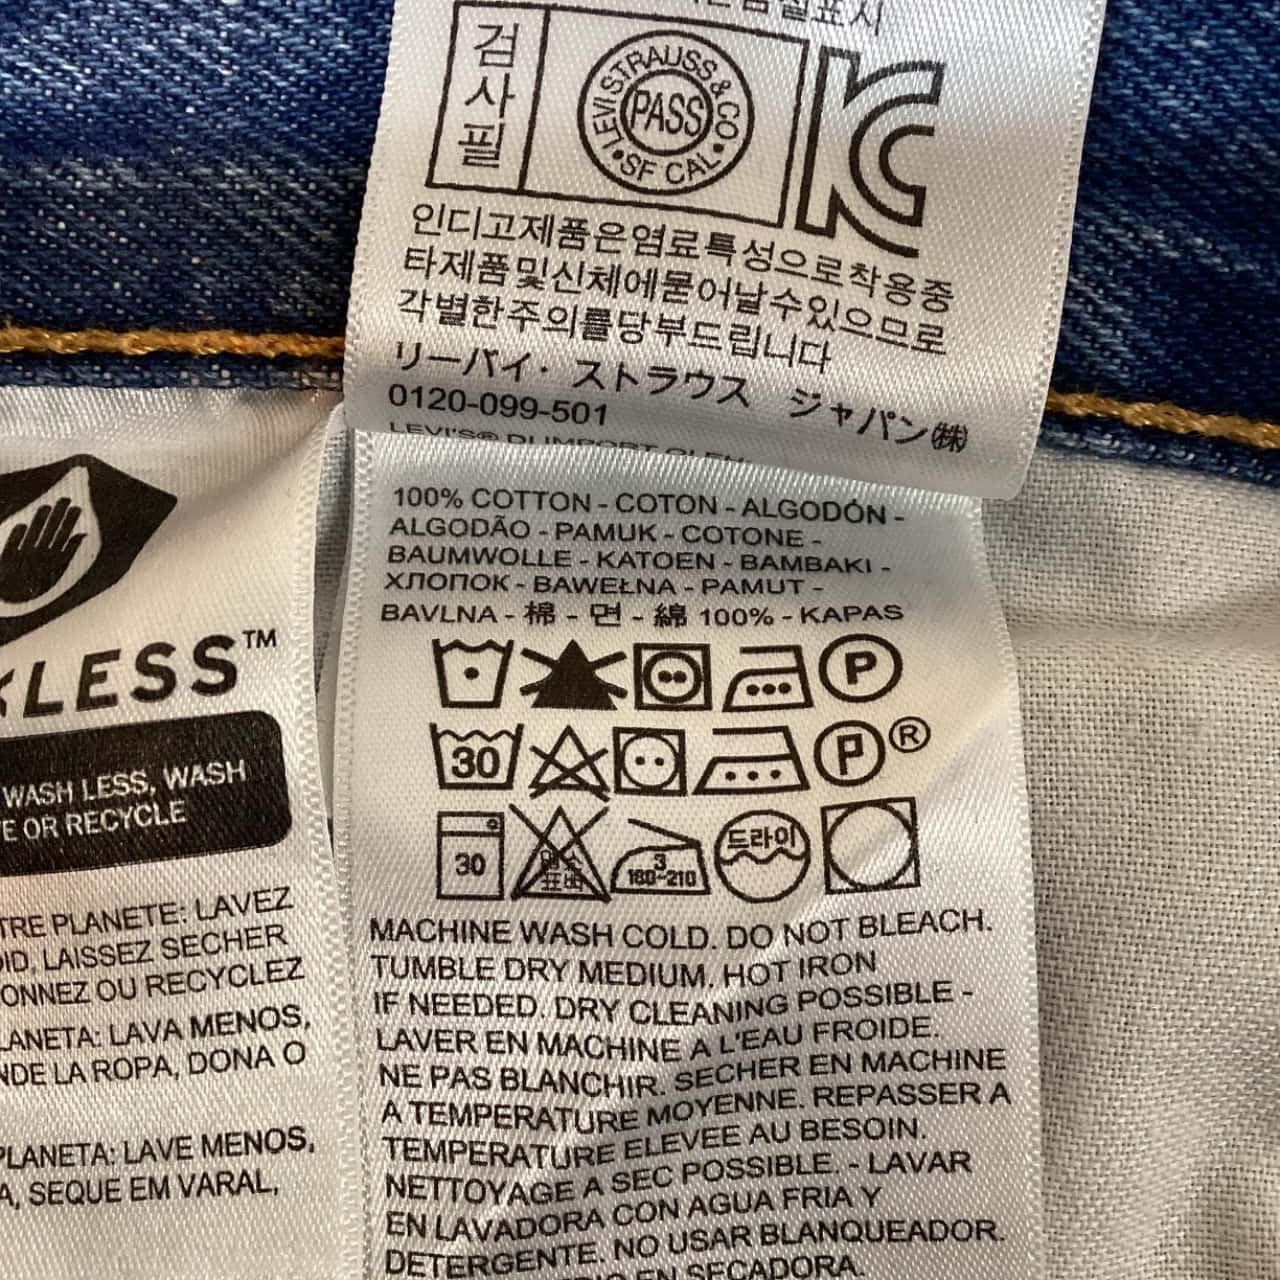 검사필
LEVI STRAUSS & CO
PASS
SF CAL
인디고제품은염료특성으로착용중
타제품및신체에묻어날수있으므로
각별한주의를당부드립니다
リーバイ・ストラウス ジャパン㈱
0120-099-501
100% COTTON - COTON - ALGODÓN -
ALGODÃO - PAMUK - COTONE -
BAUMWOLLE - KATOEN - BAMBAKI -
ХЛОПОК - BAWEŁNA - PAMUT -
BAVLNA - 棉 - 면 - 綿 100% - KAPAS
P
30
P ®
30
3
180~210
드라이
MACHINE WASH COLD. DO NOT BLEACH.
TUMBLE DRY MEDIUM. HOT IRON
IF NEEDED. DRY CLEANING POSSIBLE -
LAVER EN MACHINE A L'EAU FROIDE.
NE PAS BLANCHIR. SECHER EN MACHINE
A TEMPERATURE MOYENNE. REPASSER A
TEMPERATURE ELEVEE AU BESOIN.
NETTOYAGE A SEC POSSIBLE. - LAVAR
EN LAVADORA CON AGUA FRIA Y
DETERGENTE. NO USAR BLANQUEADOR.
EN SECADORA.
LESS™
WASH LESS, WASH
OR RECYCLE
PLANETE: LAVEZ
LAISSEZ SECHER
OU RECYCLEZ
LAVA MENOS,
LA ROPA, DONA O
PLANETA: LAVE MENOS,
SEQUE EM VARAL,